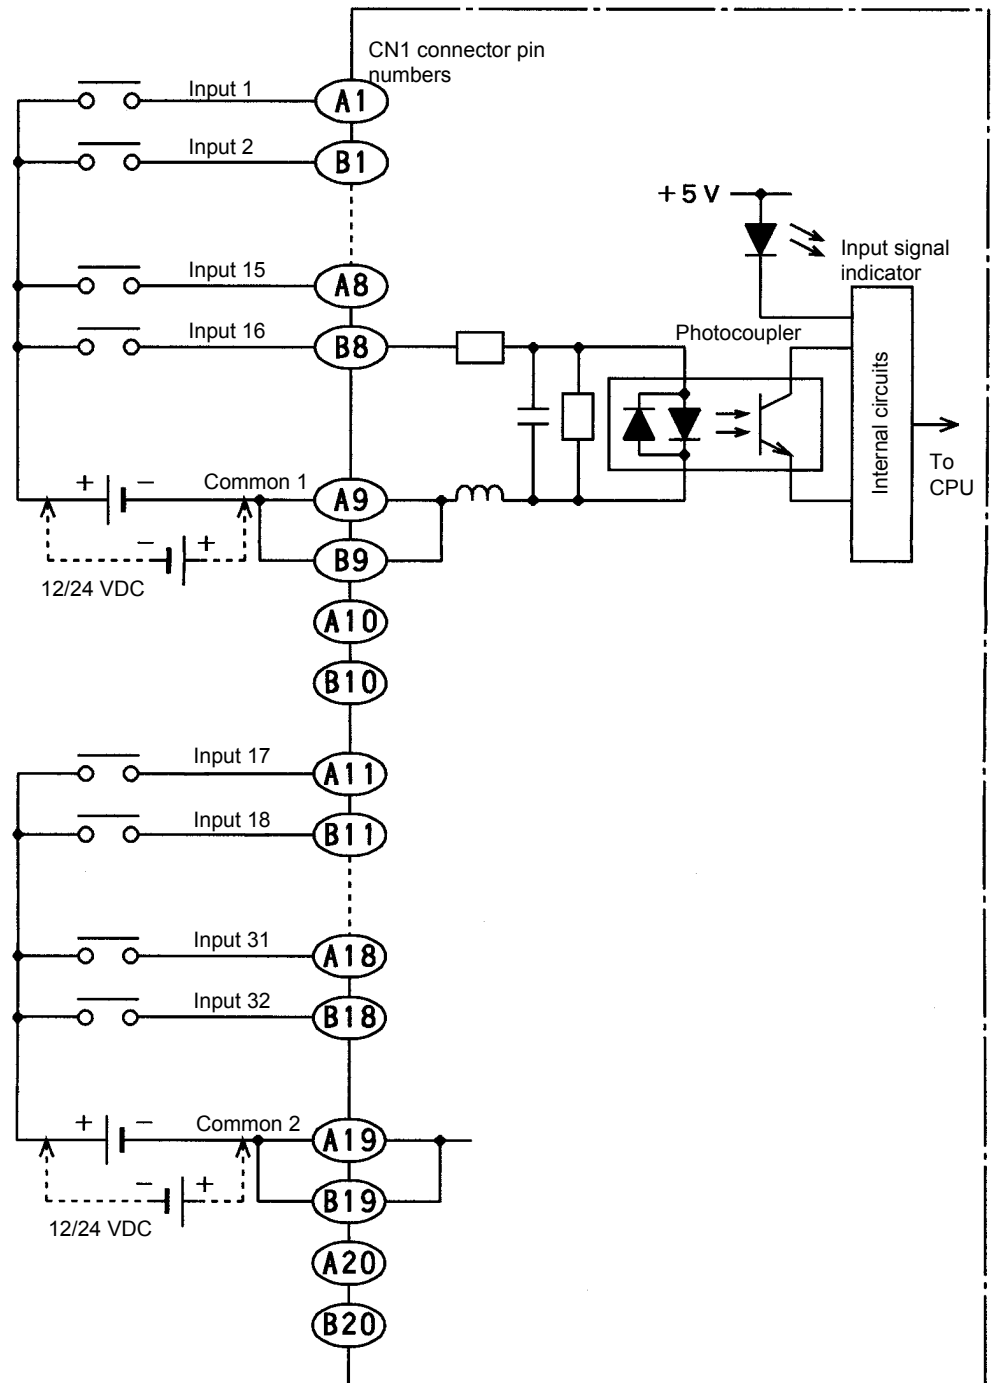 CN1 connector pin
numbers
Input 1
A1
Input 2
B1
+5 V
Input signal
indicator
Input 15
A8
Input 16
B8
Photocoupler
Internal circuits
To
CPU
+ −
Common 1
A9
− +
B9
12/24 VDC
A10
B10
Input 17
A11
Input 18
B11
Input 31
A18
Input 32
B18
+ −
Common 2
A19
− +
B19
12/24 VDC
A20
B20